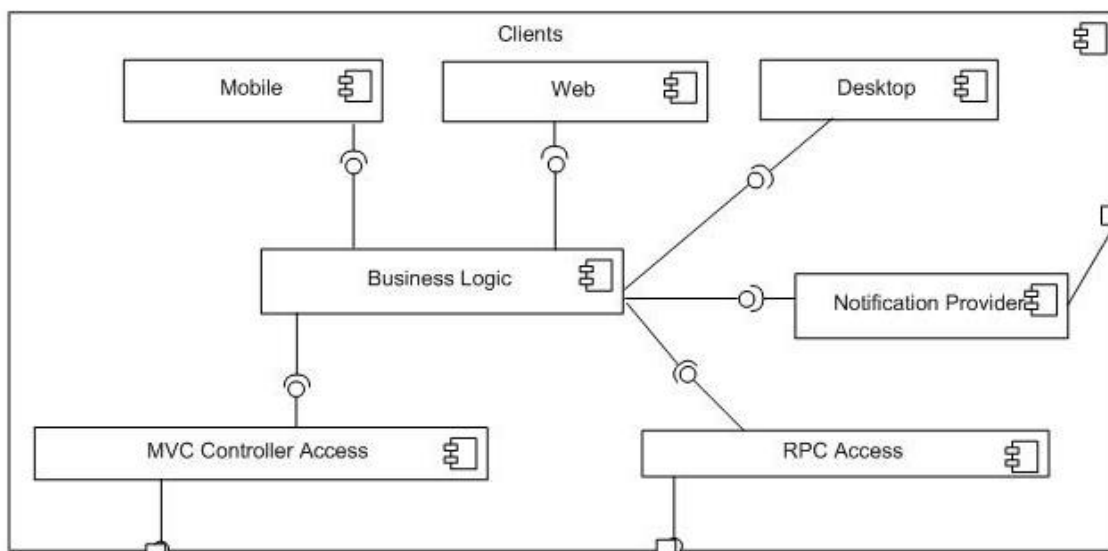 Clients
Mobile
Web
Desktop
Business Logic
Notification Provider
MVC Controller Access
RPC Access